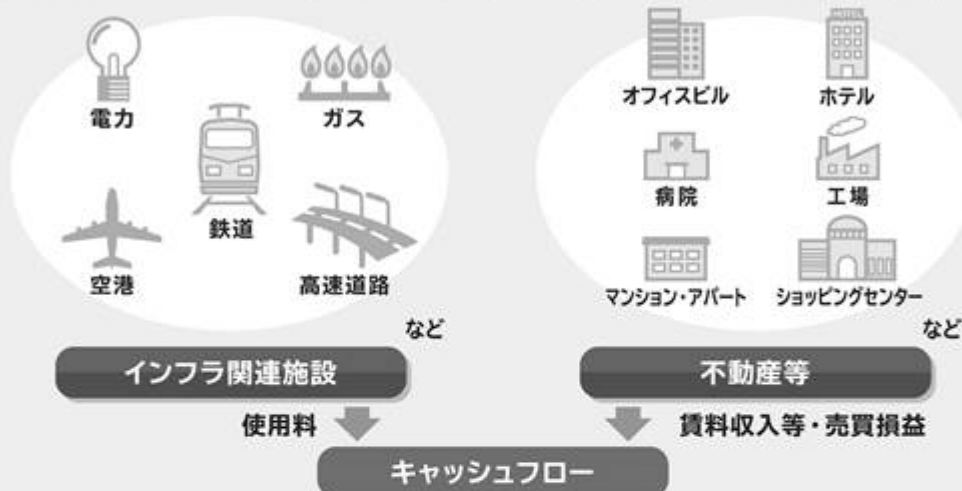 電力
ガス
鉄道
空港
高速道路
など
インフラ関連施設
使用料
HOTEL
オフィスビル
ホテル
病院
工場
マンション・アパート
ショッピングセンター
など
不動産等
賃料収入等・売買損益
キャッシュフロー